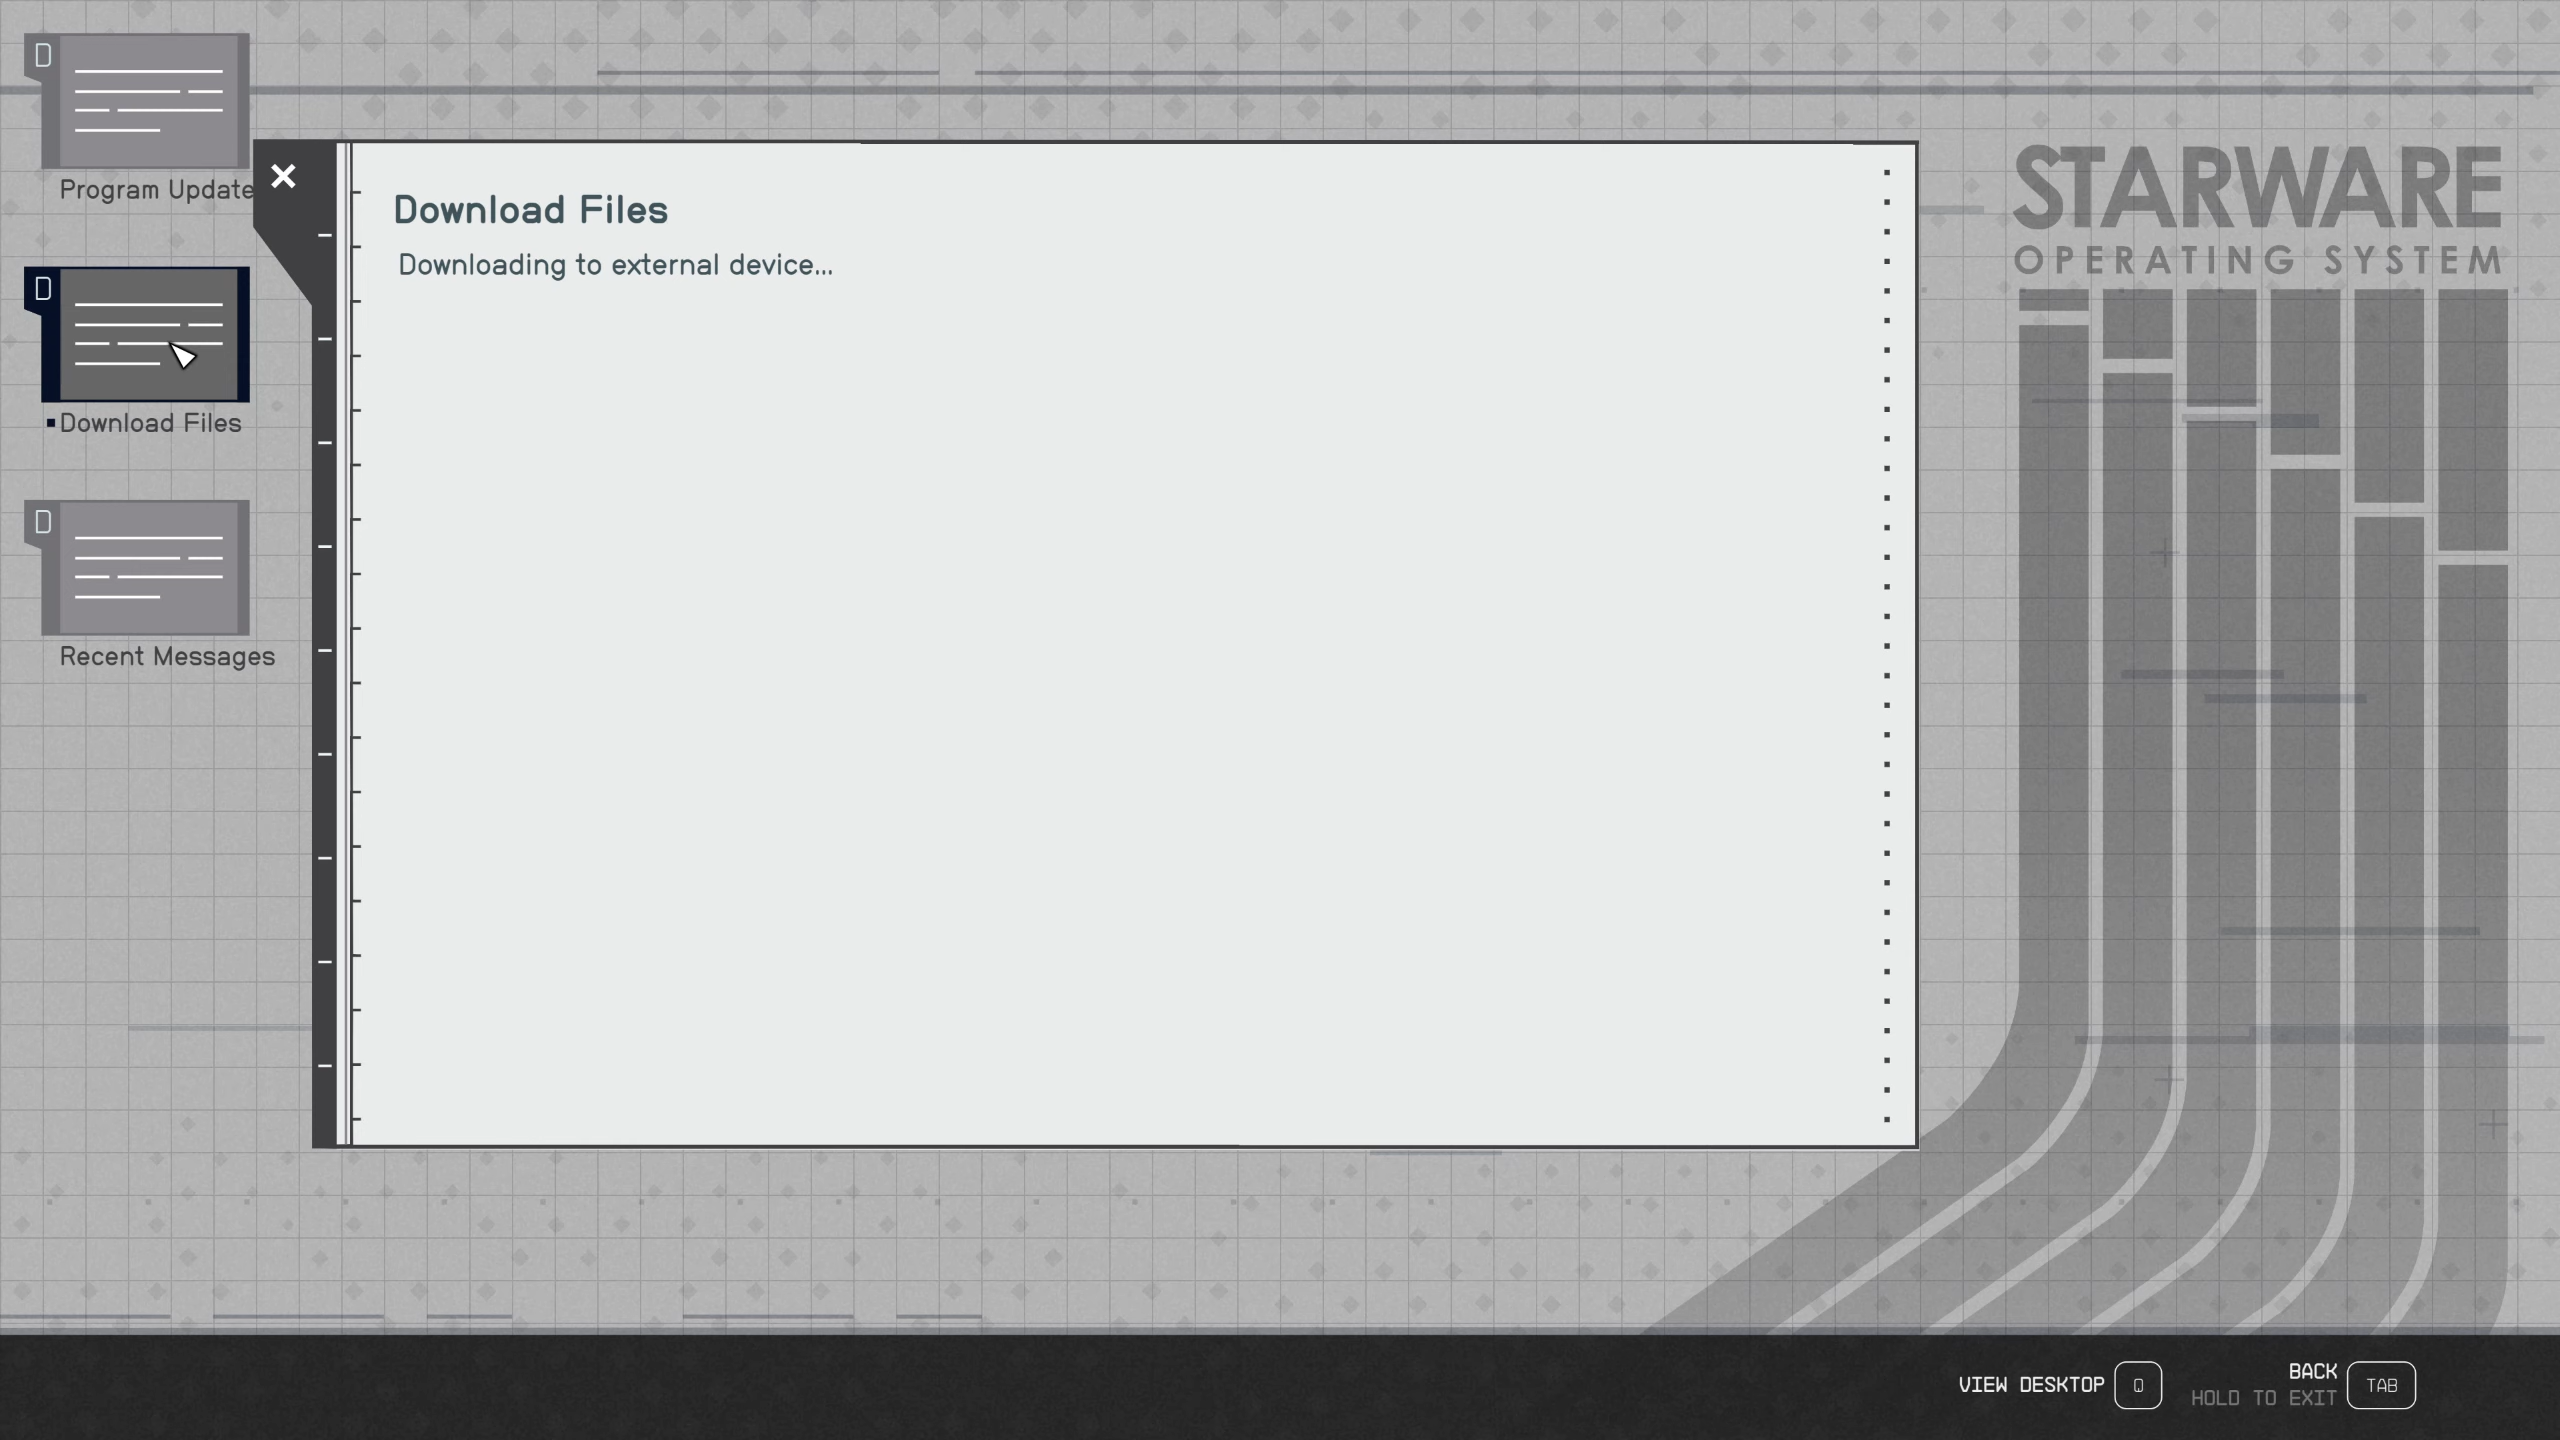 D
Program Update
D
Download Files
D
Recent Messages
Download Files
Downloading to external device...
STARWARE
OPERATING SYSTEM
VIEW DESKTOP Q
BACK
HOLD TO EXIT
TAB